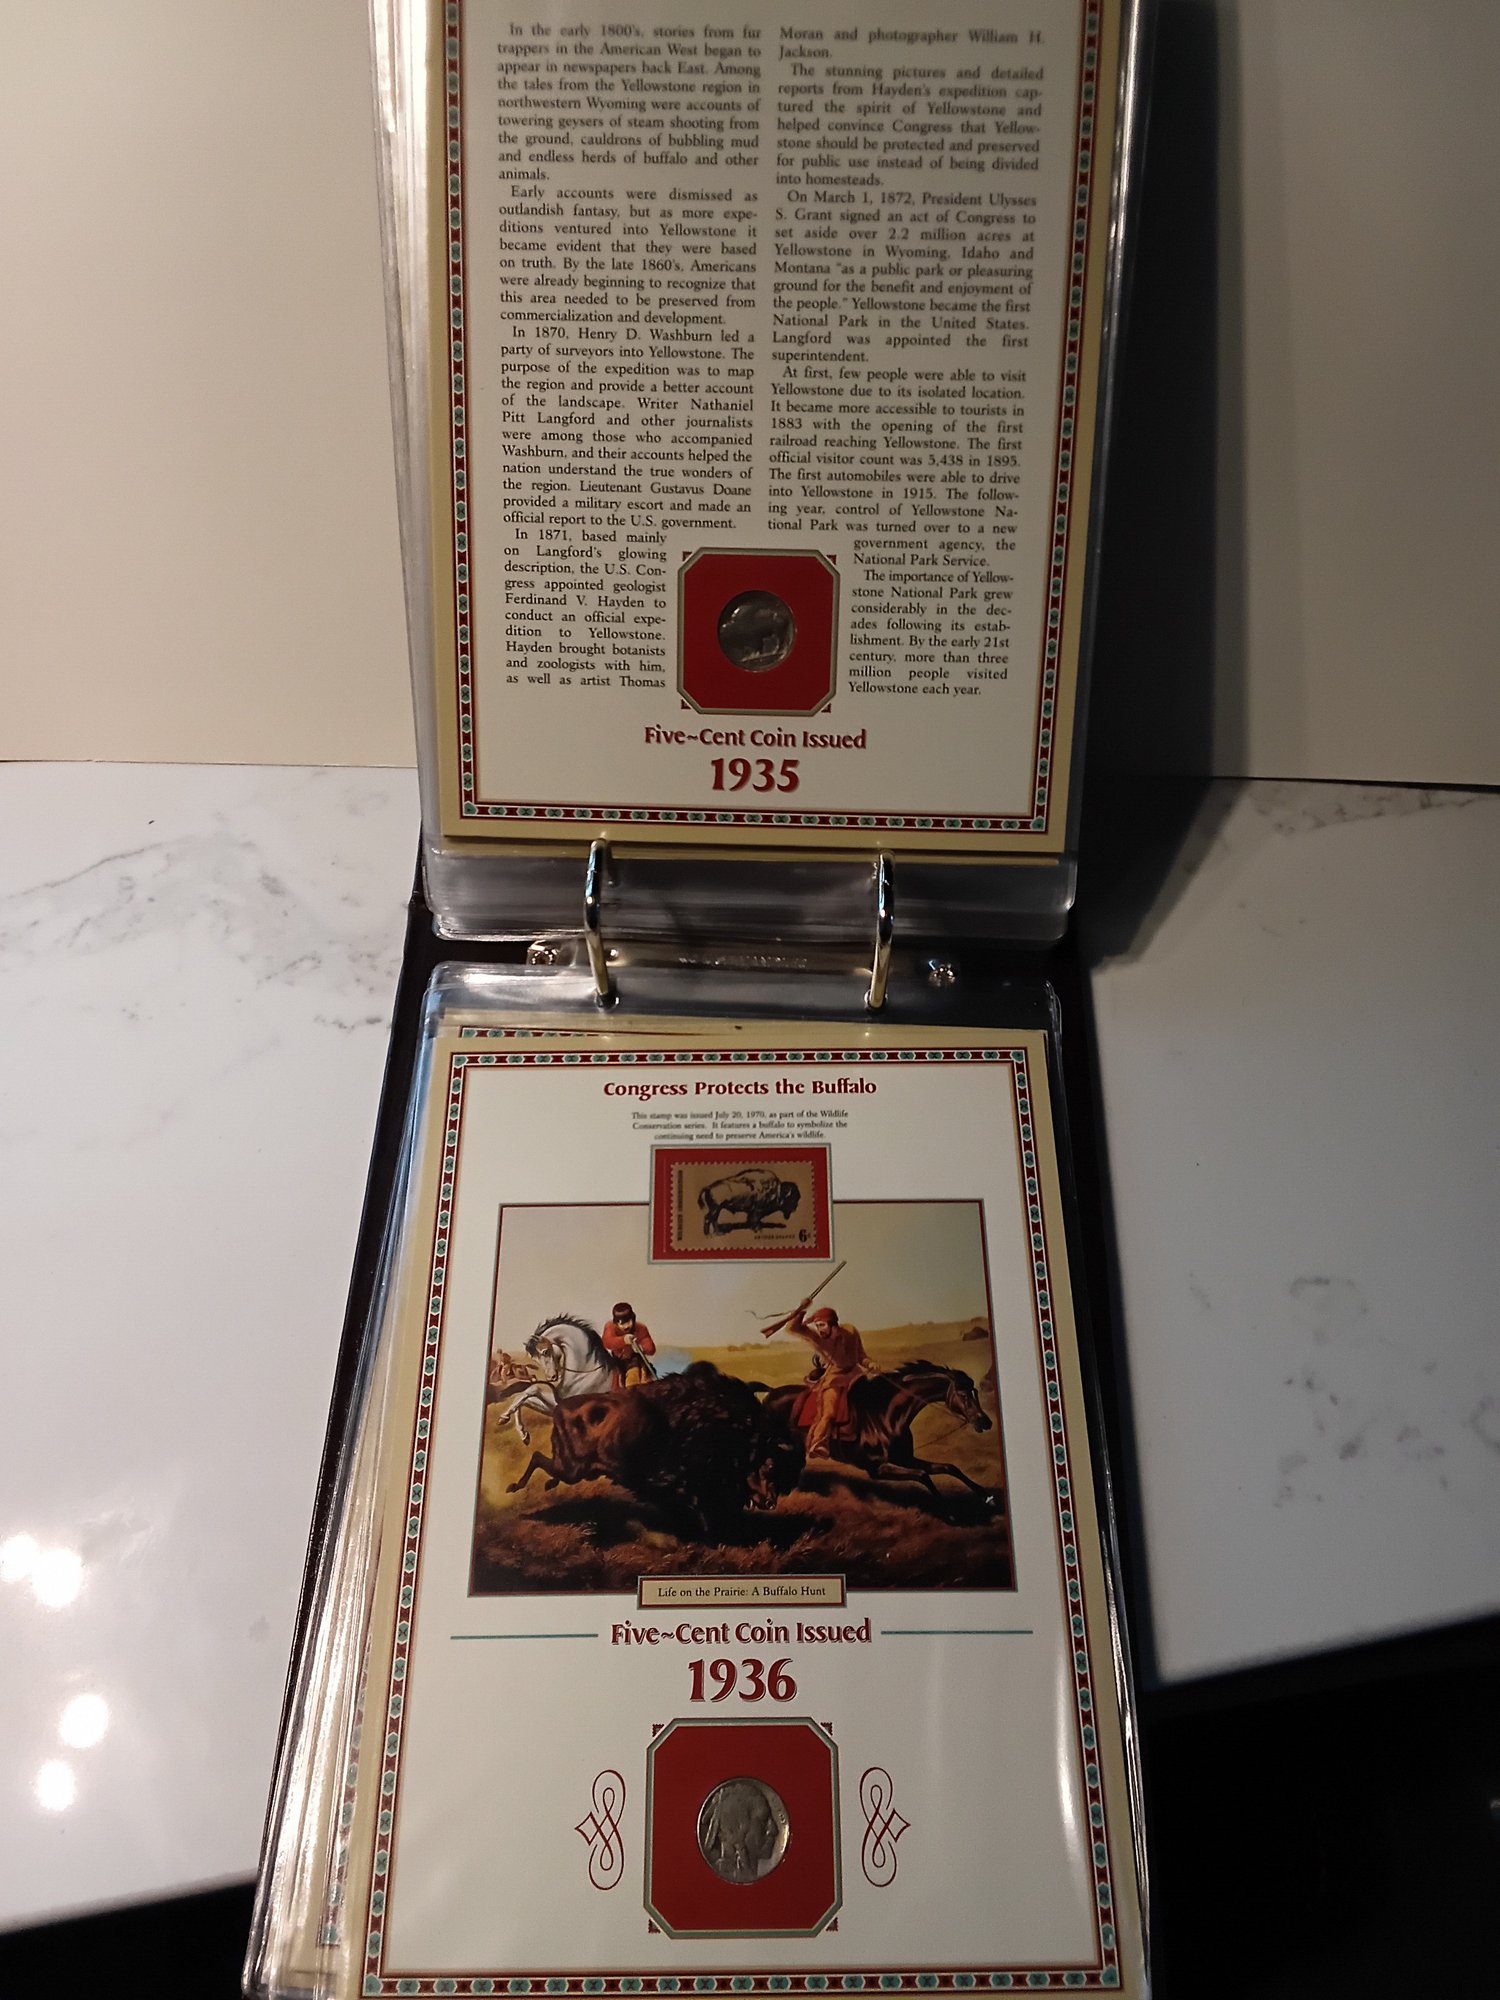 In the early 1800's, stories from fur
trappers in the American West began to
appear in newspapers back East. Among
the tales from the Yellowstone region in
northwestern Wyoming were accounts of
towering geysers of steam shooting from
the ground, cauldrons of bubbling mud
and endless herds of buffalo and other
animals.
Early accounts were dismissed as
outlandish fantasy, but as more expe-
ditions ventured into Yellowstone it
became evident that they were based
on truth. By the late 1860's, Americans
were already beginning to recognize that
this area needed to be preserved from
commercialization and development.
In 1870, Henry D. Washburn led a
party of surveyors into Yellowstone. The
purpose of the expedition was to map
the region and provide a better account
of the landscape. Writer Nathaniel
Pitt Langford and other journalists
were among those who accompanied
Washburn, and their accounts helped the
nation understand the true wonders of
the region. Lieutenant Gustavus Doane
provided a military escort and made an
official report to the U.S. government.
In 1871, based mainly
on Langford's glowing
description, the U.S. Con-
gress appointed geologist
Ferdinand V. Hayden to
conduct an official expe-
dition to Yellowstone.
Hayden brought botanists
and zoologists with him,
as well as artist Thomas
Moran and photographer William H.
Jackson.
The stunning pictures and detailed
reports from Hayden's expedition cap-
tured the spirit of Yellowstone and
helped convince Congress that Yellow-
stone should be protected and preserved
for public use instead of being divided
into homesteads.
On March 1, 1872, President Ulysses
S. Grant signed an act of Congress to
set aside over 2.2 million acres at
Yellowstone in Wyoming, Idaho and
Montana "as a public park or pleasuring
ground for the benefit and enjoyment of
the people." Yellowstone became the first
National Park in the United States.
Langford was appointed the first
superintendent.
At first, few people were able to visit
Yellowstone due to its isolated location.
It became more accessible to tourists in
1883 with the opening of the first
railroad reaching Yellowstone. The first
official visitor count was 5,438 in 1895.
The first automobiles were able to drive
into Yellowstone in 1915. The follow-
ing year, control of Yellowstone Na-
tional Park was turned over to a new
government agency, the
National Park Service.
The importance of Yellow-
stone National Park grew
considerably in the dec-
ades following its estab-
lishment. By the early 21st
century, more than three
million people visited
Yellowstone each year.
Five~Cent Coin Issued
1935
Congress Protects the Buffalo
This stamp was issued July 20, 1970, as part of the Wildlife
Conservation series. It features a buffalo to symbolize the
continuing need to preserve America's wildlife.
WILDLIFE CONSERVATION
UNITED STATES 6c
Life on the Prairie: A Buffalo Hunt
Five~Cent Coin Issued
1936